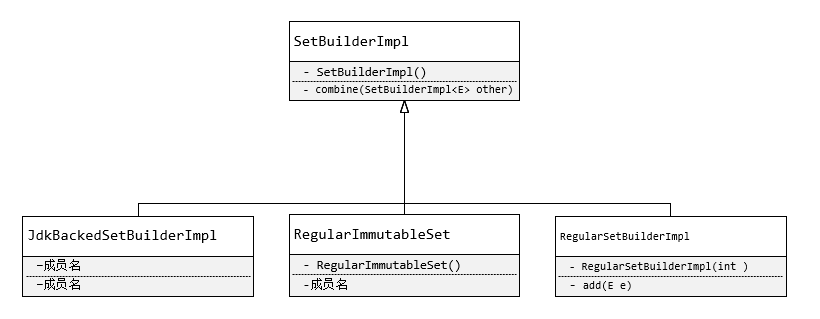 SetBuilderImpl
- SetBuilderImpl()
- combine(SetBuilderImpl<E> other)
JdkBackedSetBuilderImpl
-成员名
-成员名
RegularImmutableSet
- RegularImmutableSet()
-成员名
RegularSetBuilderImpl
- RegularSetBuilderImpl(int )
- add(E e)